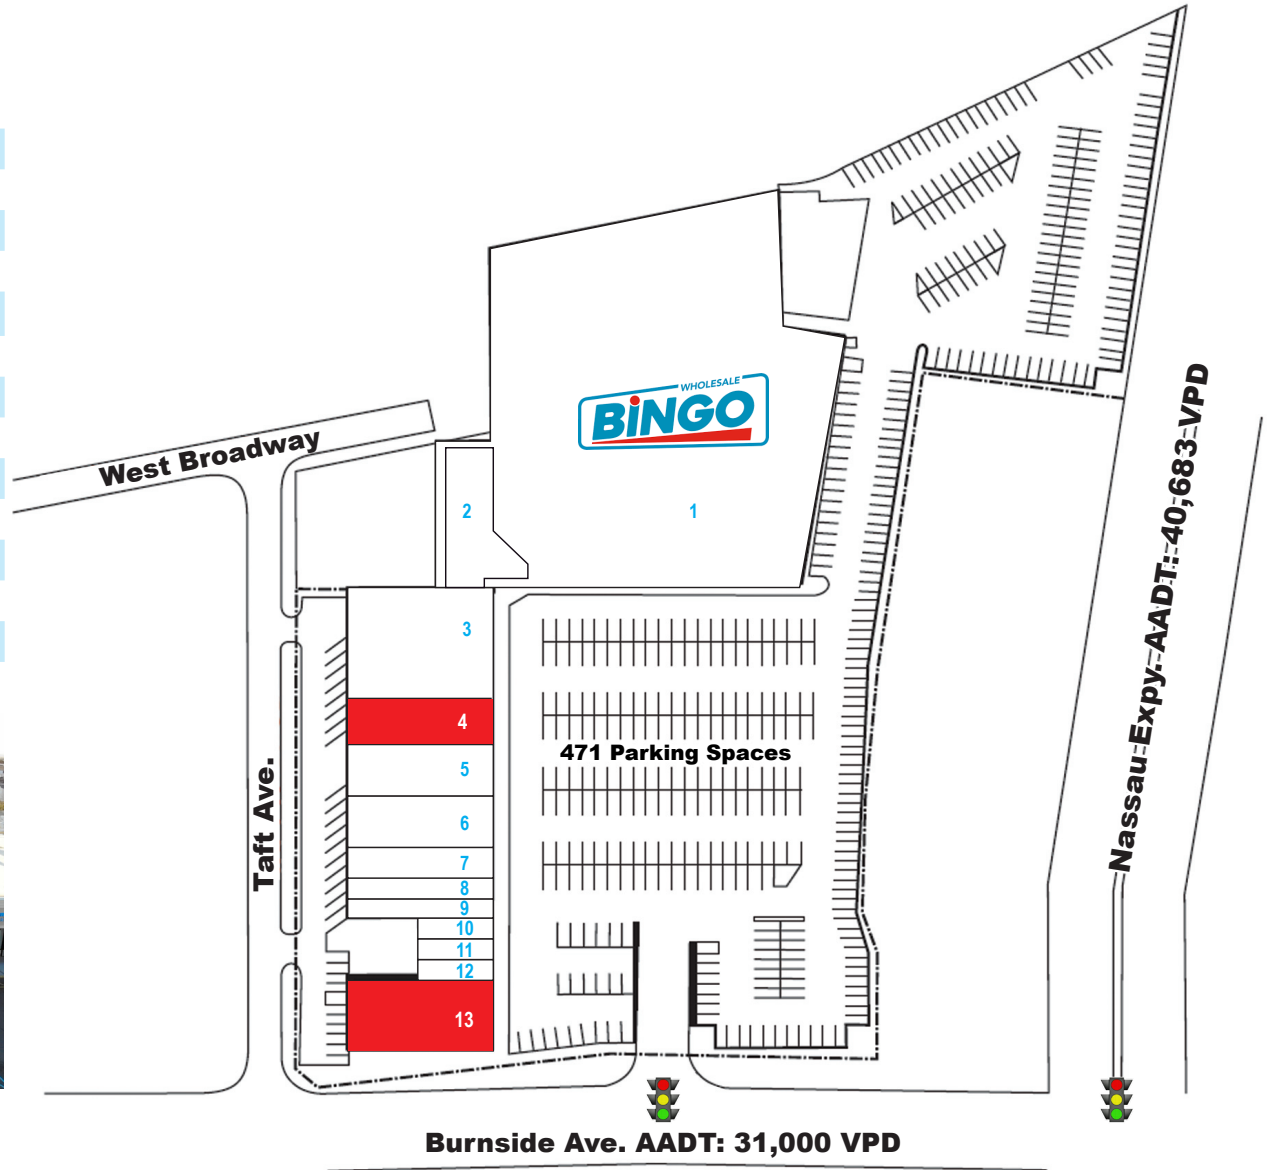 WHOLESALE
BiNGO
West Broadway
2
1
Nassau Expy. AADT: 40,683 VPD
3
4
471 Parking Spaces
5
Taft Ave.
6
7
8
9
10
11
12
13
Burnside Ave. AADT: 31,000 VPD